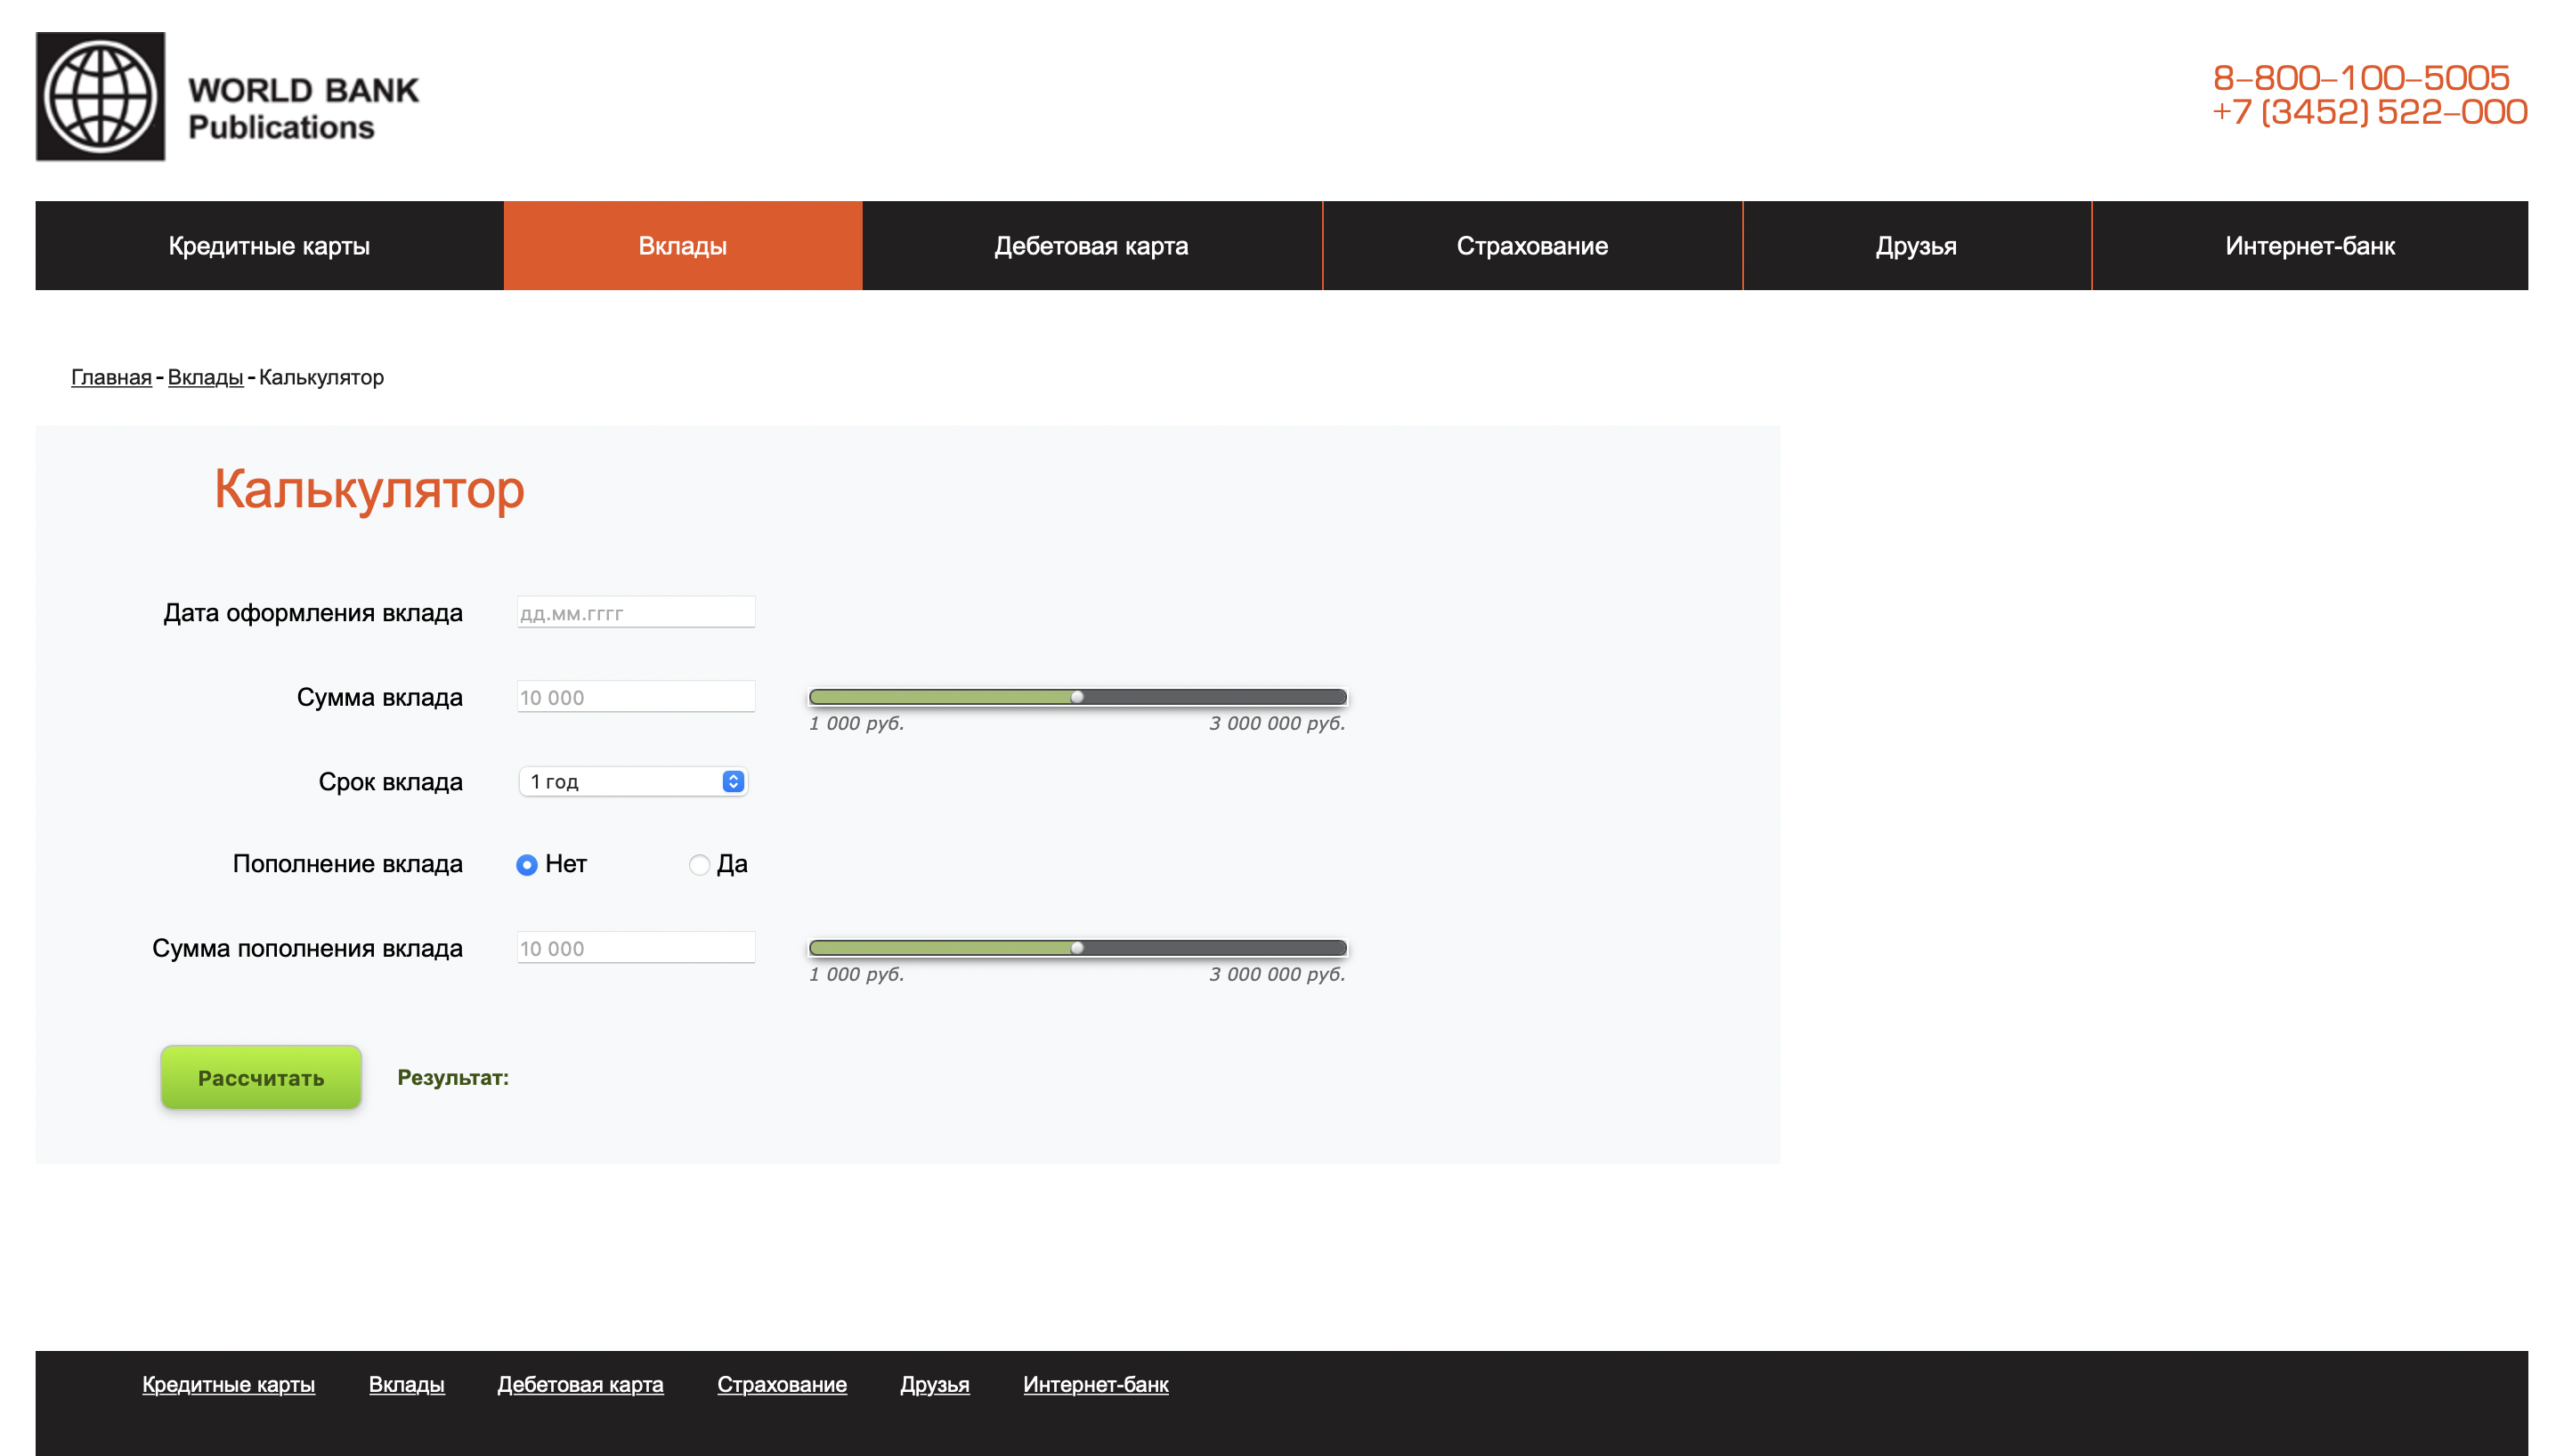 WORLD BANK
Publications
8-800-100-5005
+7 (3452) 522-000
Кредитные карты Вклады Дебетовая карта Страхование Друзья Интернет-банк
Главная - Вклады - Калькулятор
Калькулятор
Дата оформления вклада дд.мм.гггг
Сумма вклада 10 000
1 000 руб. 3 000 000 руб.
Срок вклада 1 год
Пополнение вклада Нет Да
Сумма пополнения вклада 10 000
1 000 руб. 3 000 000 руб.
Рассчитать Результат:
Кредитные карты Вклады Дебетовая карта Страхование Друзья Интернет-банк